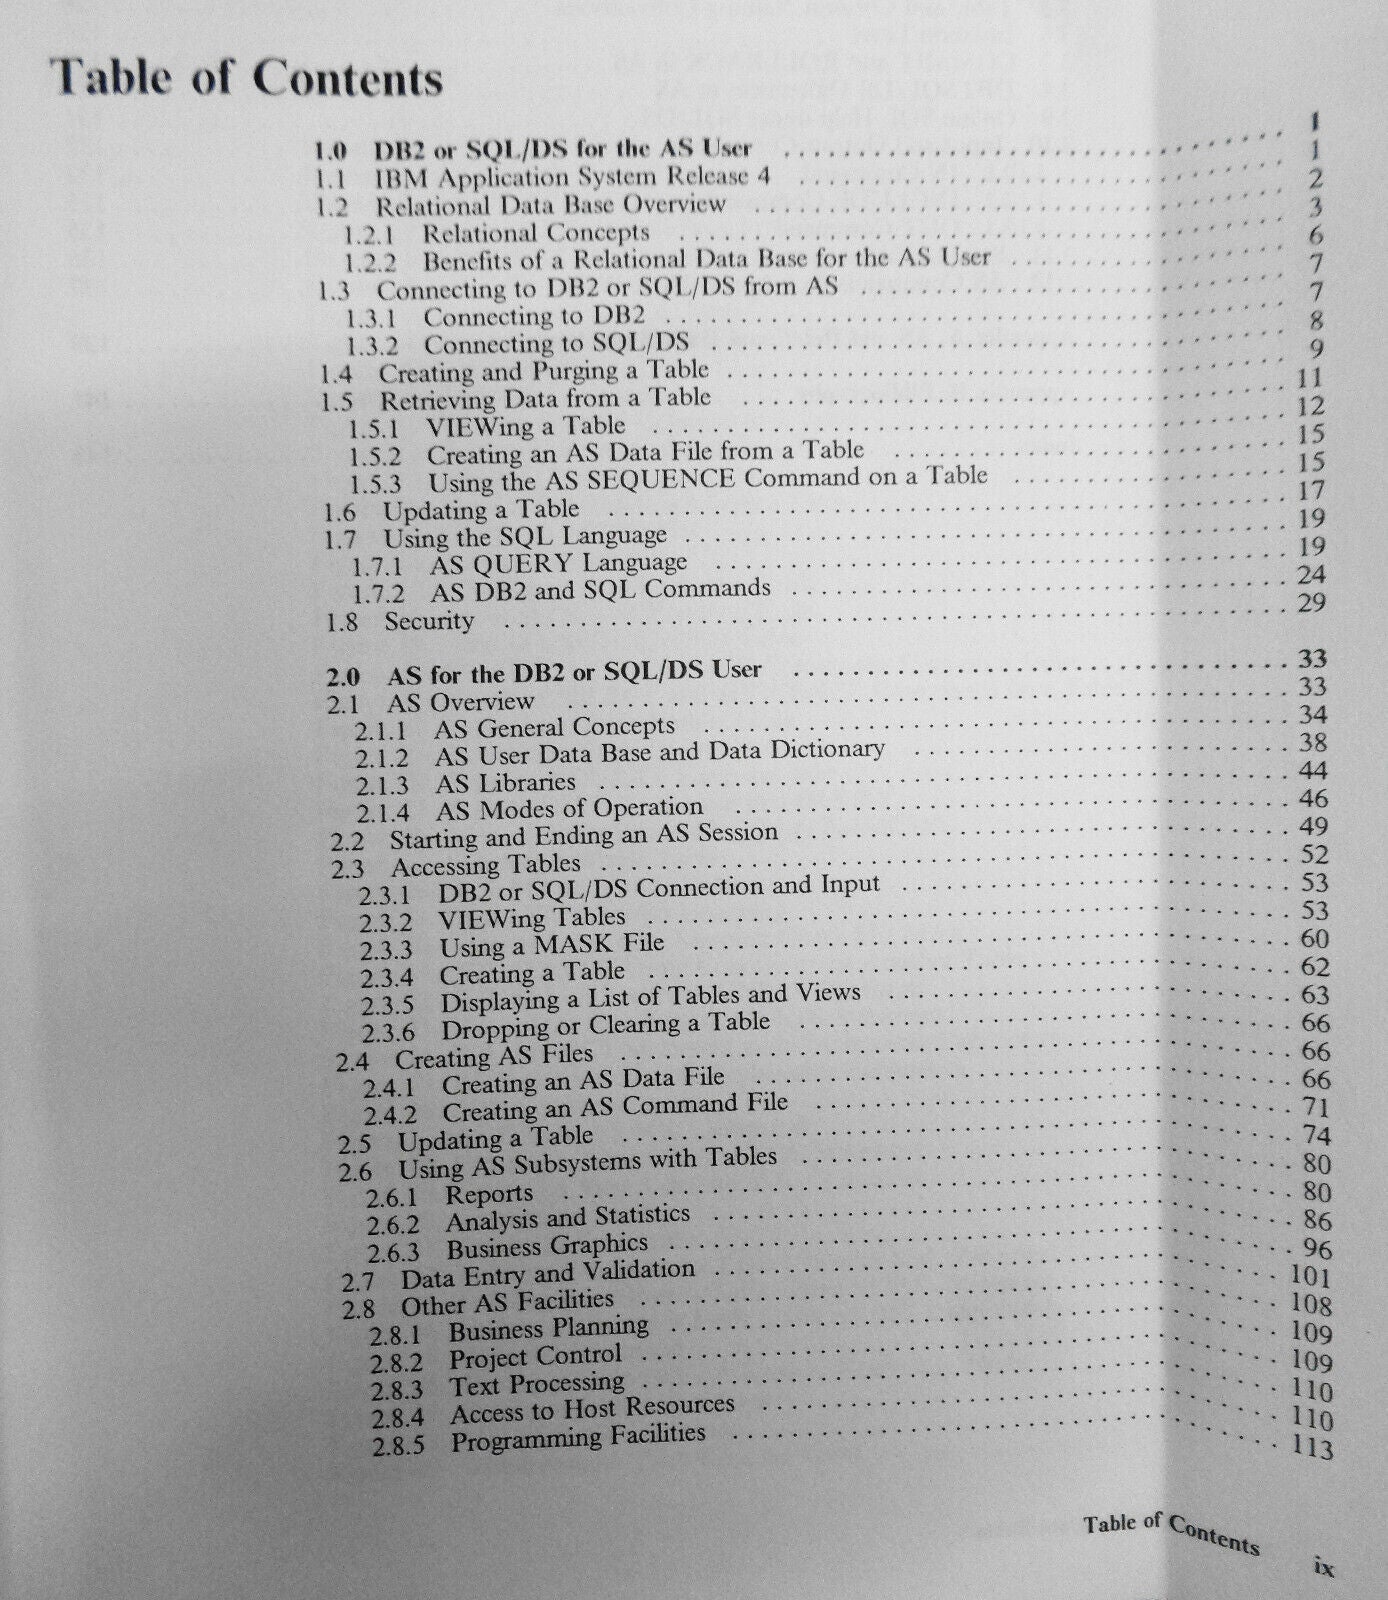 Table of Contents
1.0 DB2 or SQL/DS for the AS User . . . . . 1
1.1 IBM Application System Release 4 . . . . . 1
1.2 Relational Data Base Overview . . . . . 2
1.2.1 Relational Concepts . . . . . 3
1.2.2 Benefits of a Relational Data Base for the AS User . . . . . 6
1.3 Connecting to DB2 or SQL/DS from AS . . . . . 7
1.3.1 Connecting to DB2 . . . . . 7
1.3.2 Connecting to SQL/DS . . . . . 8
1.4 Creating and Purging a Table . . . . . 9
1.5 Retrieving Data from a Table . . . . . 11
1.5.1 VIEWing a Table . . . . . 12
1.5.2 Creating an AS Data File from a Table . . . . . 15
1.5.3 Using the AS SEQUENCE Command on a Table . . . . . 15
1.6 Updating a Table . . . . . 17
1.7 Using the SQL Language . . . . . 19
1.7.1 AS QUERY Language . . . . . 19
1.7.2 AS DB2 and SQL Commands . . . . . 24
1.8 Security . . . . . 29
2.0 AS for the DB2 or SQL/DS User . . . . . 33
2.1 AS Overview . . . . . 33
2.1.1 AS General Concepts . . . . . 34
2.1.2 AS User Data Base and Data Dictionary . . . . . 38
2.1.3 AS Libraries . . . . . 44
2.1.4 AS Modes of Operation . . . . . 46
2.2 Starting and Ending an AS Session . . . . . 49
2.3 Accessing Tables . . . . . 52
2.3.1 DB2 or SQL/DS Connection and Input . . . . . 53
2.3.2 VIEWing Tables . . . . . 53
2.3.3 Using a MASK File . . . . . 60
2.3.4 Creating a Table . . . . . 62
2.3.5 Displaying a List of Tables and Views . . . . . 63
2.3.6 Dropping or Clearing a Table . . . . . 66
2.4 Creating AS Files . . . . . 66
2.4.1 Creating an AS Data File . . . . . 66
2.4.2 Creating an AS Command File . . . . . 71
2.5 Updating a Table . . . . . 74
2.6 Using AS Subsystems with Tables . . . . . 80
2.6.1 Reports . . . . . 80
2.6.2 Analysis and Statistics . . . . . 86
2.6.3 Business Graphics . . . . . 96
2.7 Data Entry and Validation . . . . . 101
2.8 Other AS Facilities . . . . . 108
2.8.1 Business Planning . . . . . 109
2.8.2 Project Control . . . . . 109
2.8.3 Text Processing . . . . . 110
2.8.4 Access to Host Resources . . . . . 110
2.8.5 Programming Facilities . . . . . 113
Table of Contents ix